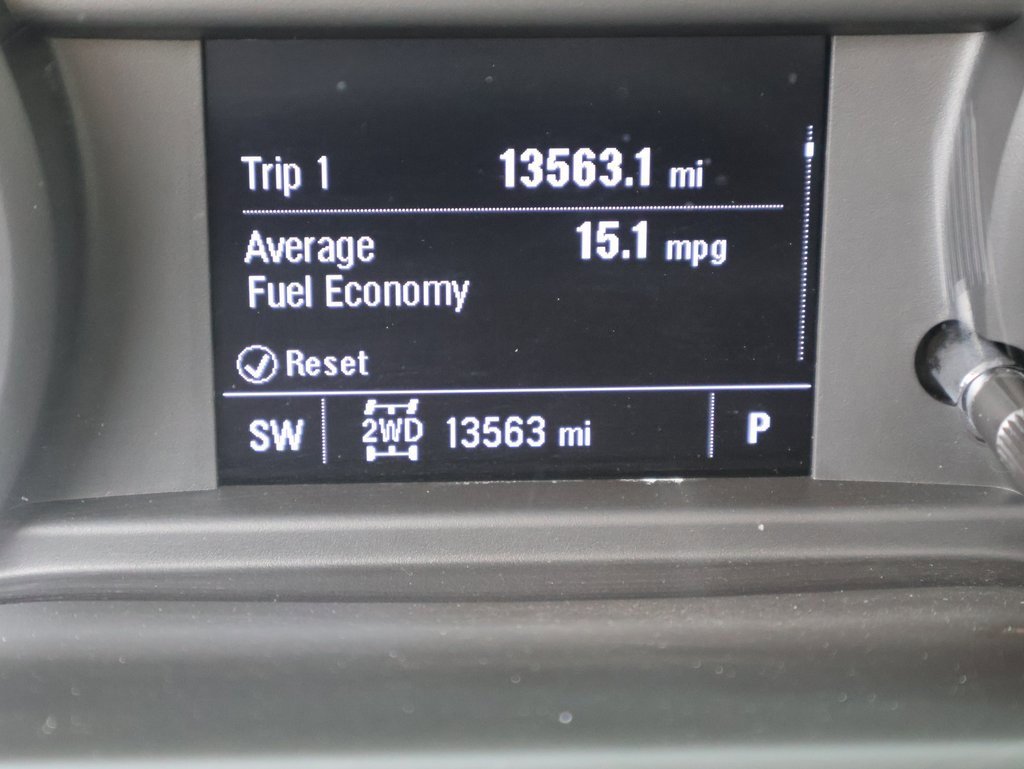 Trip 1 13563.1 mi
Average 15.1 mpg
Fuel Economy
Reset
SW 2WD 13563 mi P